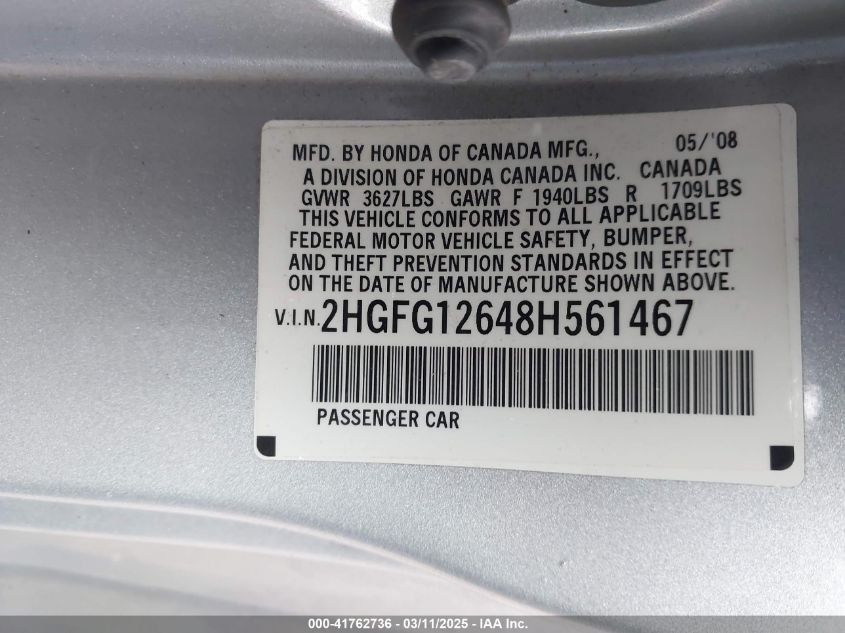 MFD. BY HONDA OF CANADA MFG., 05/'08
A DIVISION OF HONDA CANADA INC. CANADA
GVWR 3627LBS GAWR F 1940LBS R 1709LBS
THIS VEHICLE CONFORMS TO ALL APPLICABLE
FEDERAL MOTOR VEHICLE SAFETY, BUMPER,
AND THEFT PREVENTION STANDARDS IN EFFECT
ON THE DATE OF MANUFACTURE SHOWN ABOVE.
V.I.N. 2HGFG12648H561467
PASSENGER CAR
000-41762736 - 03/11/2025 - IAA Inc.